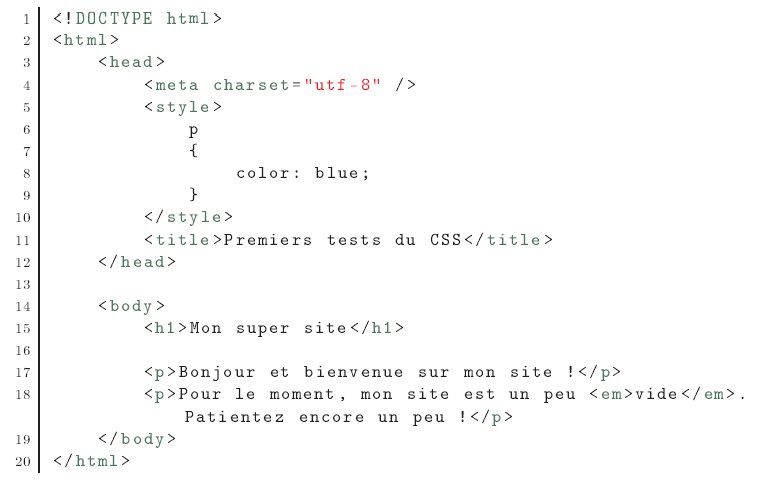 1 <!DOCTYPE html>
2 <html>
3     <head>
4         <meta charset="utf-8" />
5         <style>
6             p
7             {
8                 color: blue;
9             }
10         </style>
11         <title>Premiers tests du CSS</title>
12     </head>
13
14     <body>
15         <h1>Mon super site</h1>
16
17         <p>Bonjour et bienvenue sur mon site !</p>
18         <p>Pour le moment, mon site est un peu <em>vide</em>.
            Patientez encore un peu !</p>
19     </body>
20 </html>